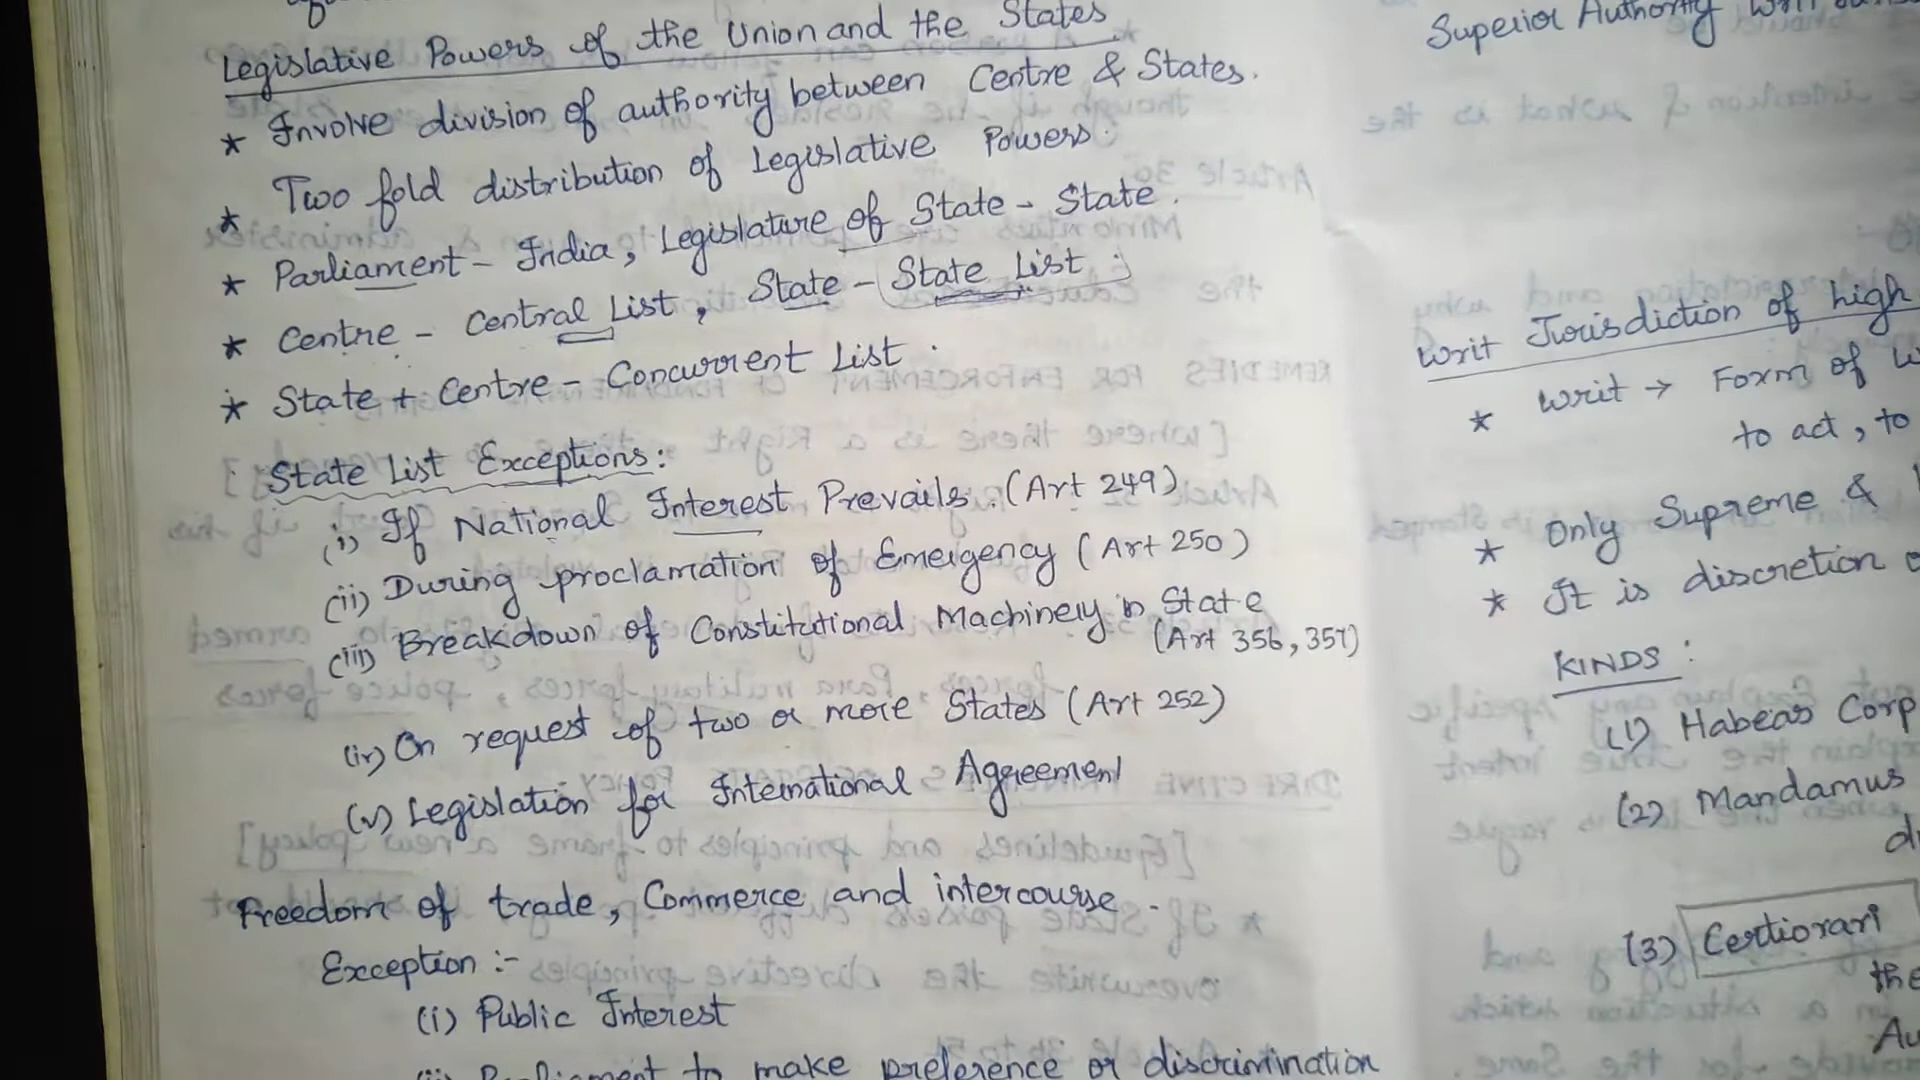 Legislative Powers of the Union and the States
* Involve division of authority between Centre & States.
* Two fold distribution of Legislative Powers.
* Parliament - India, Legislature of State - State.
* Centre - Central List, State - State List;
* State + Centre - Concurrent List.
State List Exceptions:
(i) If National Interest Prevails. (Art 249)
(ii) During proclamation of Emergency (Art 250)
(iii) Breakdown of Constitutional Machinery in State
(Art 356, 357)
(iv) On request of two or more States (Art 252)
(v) Legislation for International Agreement
Freedom of trade, Commerce and intercourse.
Exception :-
(i) Public Interest
(ii) Parliament to make preference or discrimination
Superior Authority
Writ Jurisdiction of high
* Writ → Form of
to act, to
* Only Supreme &
* It is discretion
KINDS:
(1) Habeas Corp
(2) Mandamus
(3) Certiorari
the